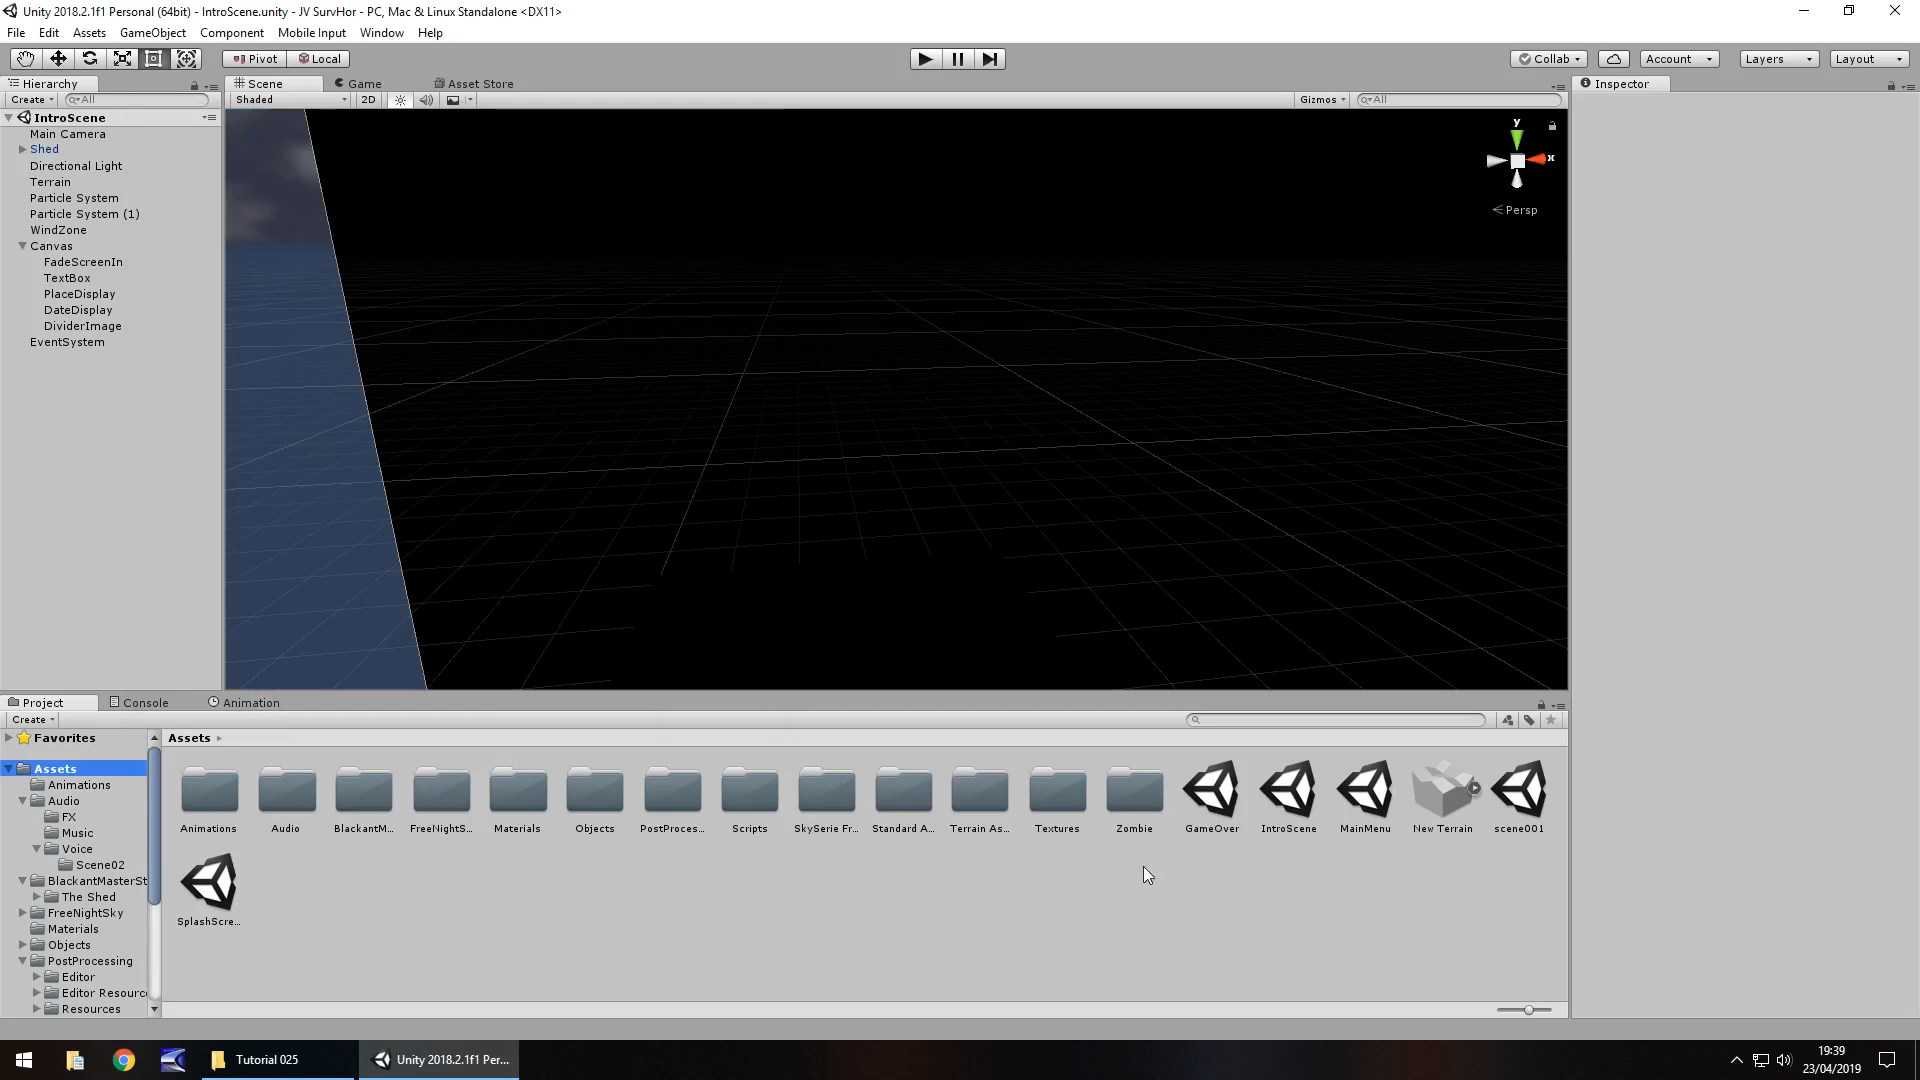 Unity 2018.2.1f1 Personal (64bit) - IntroScene.unity - JV SurvHor - PC, Mac & Linux Standalone <DX11>
File Edit Assets GameObject Component Mobile Input Window Help
Pivot Local Collab Account Layers Layout
Hierarchy Scene Game Asset Store Inspector
Create All Shaded 2D Gizmos All
IntroScene
Main Camera
Shed
Directional Light
Terrain
Particle System
Particle System (1)
WindZone
Canvas
FadeScreenIn
TextBox
PlaceDisplay
DateDisplay
DividerImage
EventSystem
y
x
Persp
Project Console Animation
Create
Favorites
Assets
Animations
Audio
FX
Music
Voice
Scene02
BlackantMasterSt
The Shed
FreeNightSky
Materials
Objects
PostProcessing
Editor
Editor Resourc
Resources
Assets
Animations Audio BlackantM... FreeNightS... Materials Objects PostProces... Scripts SkySerie Fr... Standard A... Terrain As... Textures Zombie GameOver IntroScene MainMenu New Terrain scene001
SplashScre...
Tutorial 025 Unity 2018.2.1f1 Per...
19:39
23/04/2019